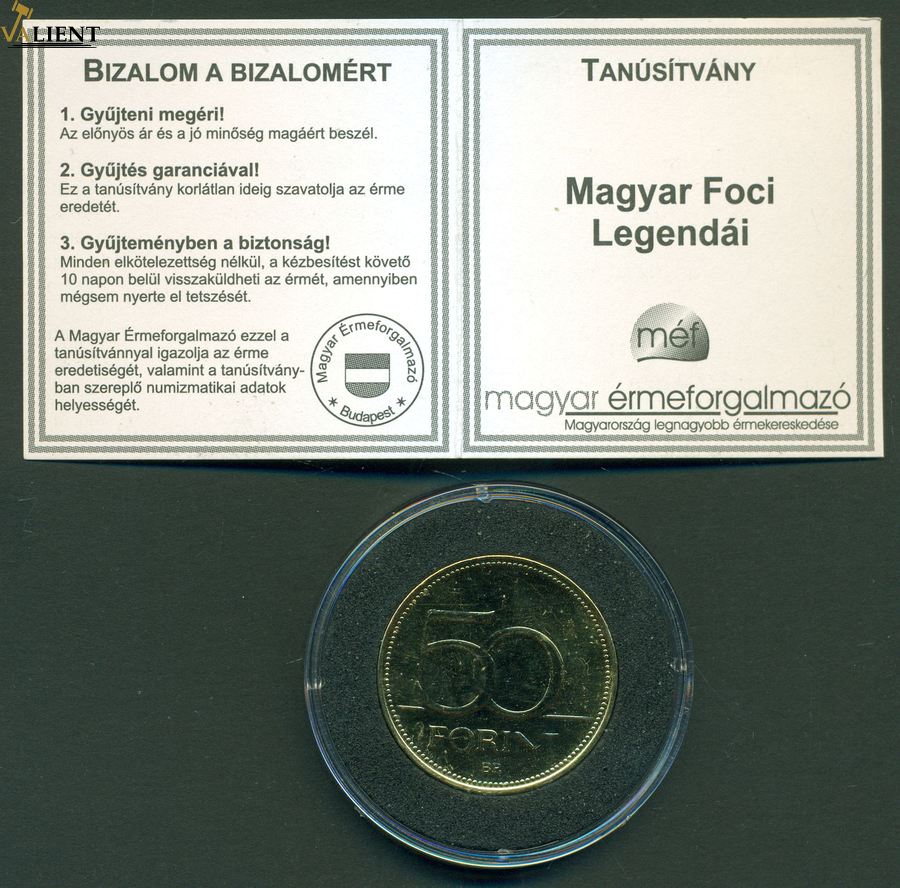 VALIENT
BIZALOM A BIZALOMÉRT
1. Gyűjteni megéri!
Az előnyös ár és a jó minőség magáért beszél.
2. Gyűjtés garanciával!
Ez a tanúsítvány korlátlan ideig szavatolja az érme
eredetét.
3. Gyűjteményben a biztonság!
Minden elkötelezettség nélkül, a kézbesítést követő
10 napon belül visszaküldheti az érmét, amennyiben
mégsem nyerte el tetszését.
A Magyar Érmeforgalmazó ezzel a
tanúsítvánnyal igazolja az érme
eredetiségét, valamint a tanúsítvány-
ban szereplő numizmatikai adatok
helyességét.
Magyar Érmeforgalmazó
* Budapest *
TANÚSÍTVÁNY
Magyar Foci
Legendái
méf
magyar érmeforgalmazó
Magyarország legnagyobb érmekereskedése
50
FORINT
BP.